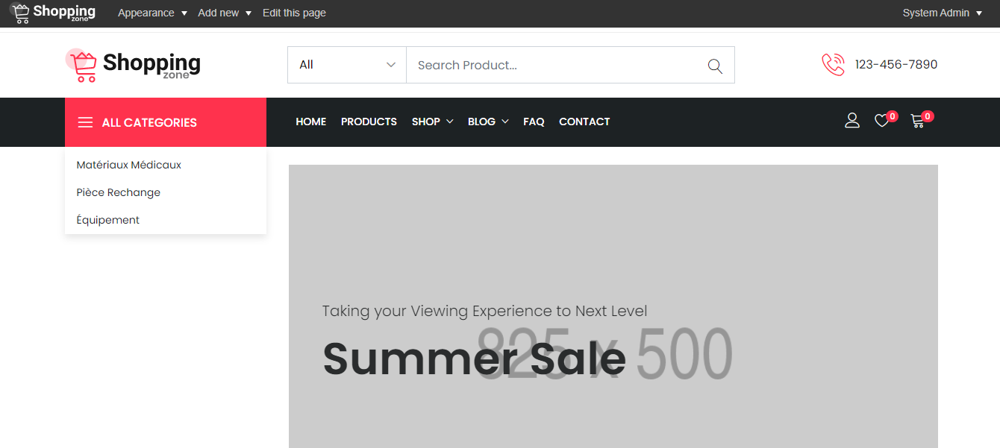 Shopping zone Appearance Add new Edit this page System Admin
Shopping zone All Search Product... 123-456-7890
ALL CATEGORIES HOME PRODUCTS SHOP BLOG FAQ CONTACT 0 0
Matériaux Médicaux
Pièce Rechange
Équipement
Taking your Viewing Experience to Next Level
Summer Sale
825 x 500